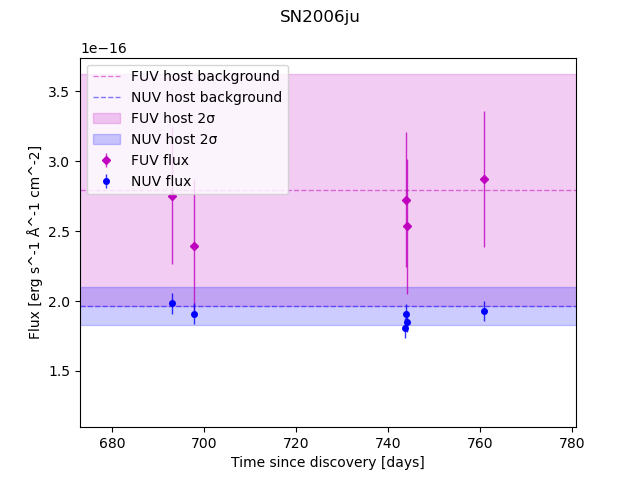 SN2006ju
1e−16
FUV host background
NUV host background
FUV host 2σ
NUV host 2σ
FUV flux
NUV flux
3.5
3.0
2.5
2.0
1.5
Flux [erg s^-1 Å^-1 cm^-2]
680 700 720 740 760 780
Time since discovery [days]